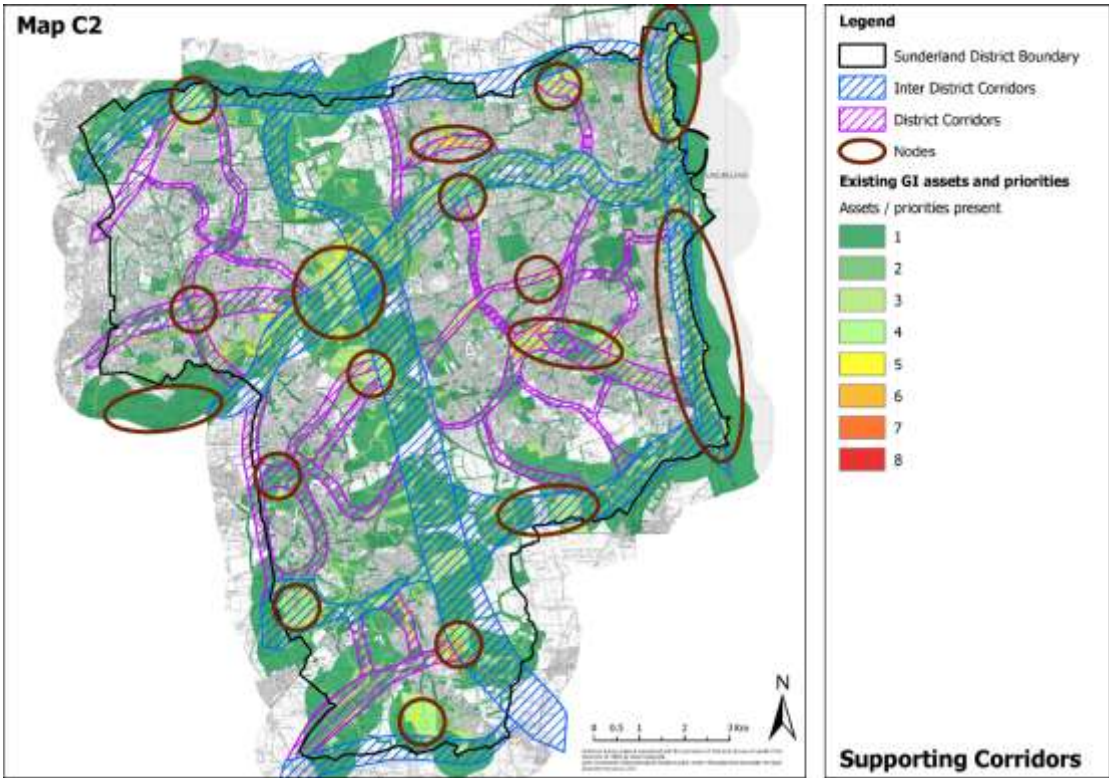 Map C2
N
0 0.5 1 2 3 Km
Legend
Sunderland District Boundary
Inter District Corridors
District Corridors
Nodes
Existing GI assets and priorities
Assets / priorities present
1
2
3
4
5
6
7
8
Supporting Corridors